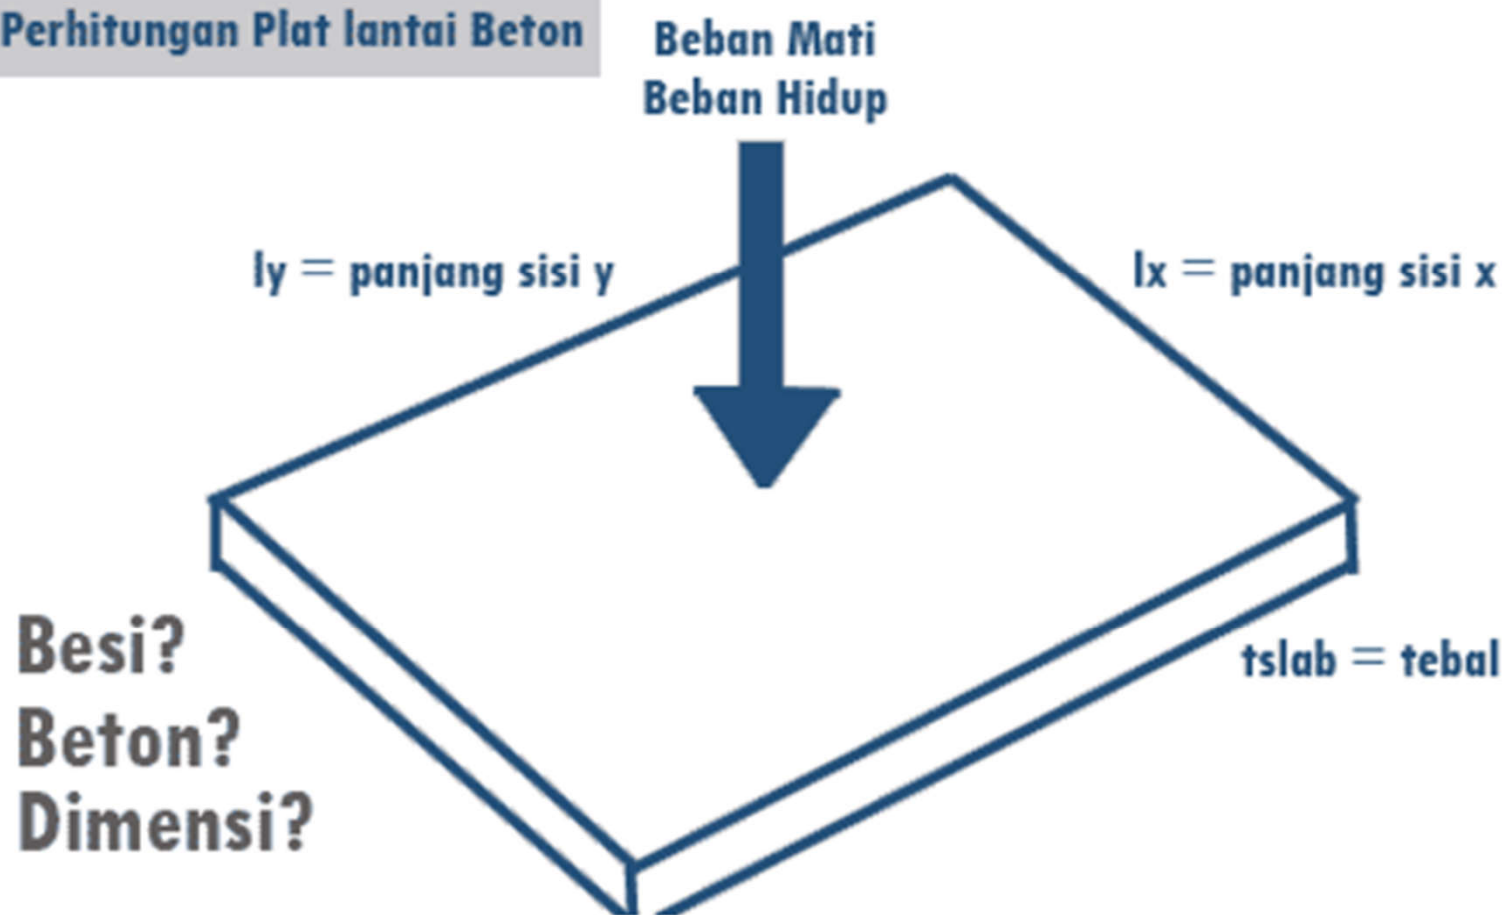 Perhitungan Plat lantai Beton
Beban Mati
Beban Hidup
ly = panjang sisi y
lx = panjang sisi x
Besi?
Beton?
Dimensi?
tslab = tebal